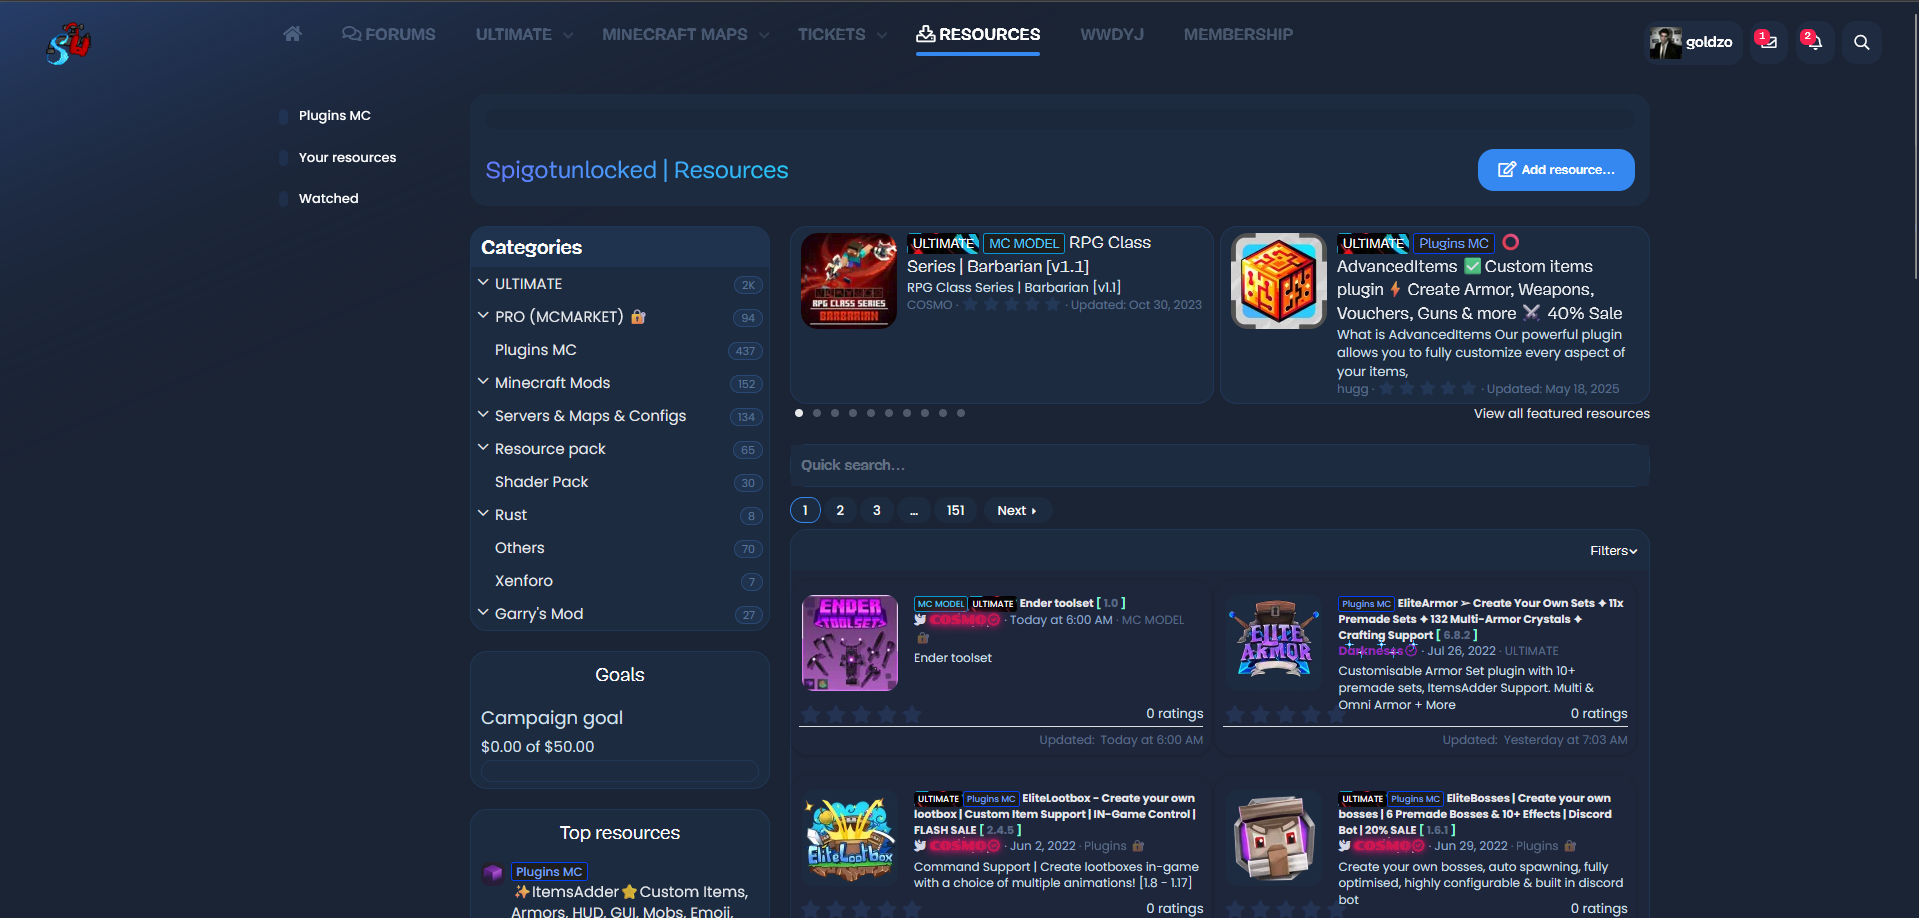 SU
FORUMS
ULTIMATE
MINECRAFT MAPS
TICKETS
RESOURCES
WWDYJ
MEMBERSHIP
goldzo
1
2
Plugins MC
Your resources
Watched
Spigotunlocked | Resources
Add resource...
Categories
ULTIMATE 2K
PRO (MCMARKET) 🔐 94
Plugins MC 437
Minecraft Mods 152
Servers & Maps & Configs 134
Resource pack 65
Shader Pack 30
Rust 8
Others 70
Xenforo 7
Garry's Mod 27
Goals
Campaign goal
$0.00 of $50.00
Top resources
Plugins MC
✨ItemsAdder⭐Custom Items,
Armors, HUD, GUI, Mobs, Emoji,
RPG CLASS SERIES
BARBARIAN
ULTIMATE MC MODEL RPG Class
Series | Barbarian [v1.1]
RPG Class Series | Barbarian [v1.1]
COSMO · Updated: Oct 30, 2023
ULTIMATE Plugins MC ⭕
AdvancedItems ✅ Custom items
plugin ⚡ Create Armor, Weapons,
Vouchers, Guns & more ⚔️ 40% Sale
What is AdvancedItems Our powerful plugin
allows you to fully customize every aspect of
your items,
hugg · Updated: May 18, 2025
View all featured resources
Quick search...
1 2 3 ... 151 Next
Filters
ENDER
TOOLSET
MC MODEL ULTIMATE Ender toolset [ 1.0 ]
COSMO · Today at 6:00 AM · MC MODEL
🔐
Ender toolset
0 ratings
Updated: Today at 6:00 AM
ELITE
ARMOR
Plugins MC EliteArmor ➤ Create Your Own Sets ✦ 11x
Premade Sets ✦ 132 Multi-Armor Crystals ✦
Crafting Support [ 6.8.2 ]
Darkness · Jul 26, 2022 · ULTIMATE
Customisable Armor Set plugin with 10+
premade sets, ItemsAdder Support. Multi &
Omni Armor + More
0 ratings
Updated: Yesterday at 7:03 AM
EliteLootbox
ULTIMATE Plugins MC EliteLootbox - Create your own
lootbox | Custom Item Support | IN-Game Control |
FLASH SALE [ 2.4.5 ]
COSMO · Jun 2, 2022 · Plugins 🔐
Command Support | Create lootboxes in-game
with a choice of multiple animations! [1.8 - 1.17]
0 ratings
ULTIMATE Plugins MC EliteBosses | Create your own
bosses | 6 Premade Bosses & 10+ Effects | Discord
Bot | 20% SALE [ 1.6.1 ]
COSMO · Jun 29, 2022 · Plugins 🔐
Create your own bosses, auto spawning, fully
optimised, highly configurable & built in discord
bot
0 ratings